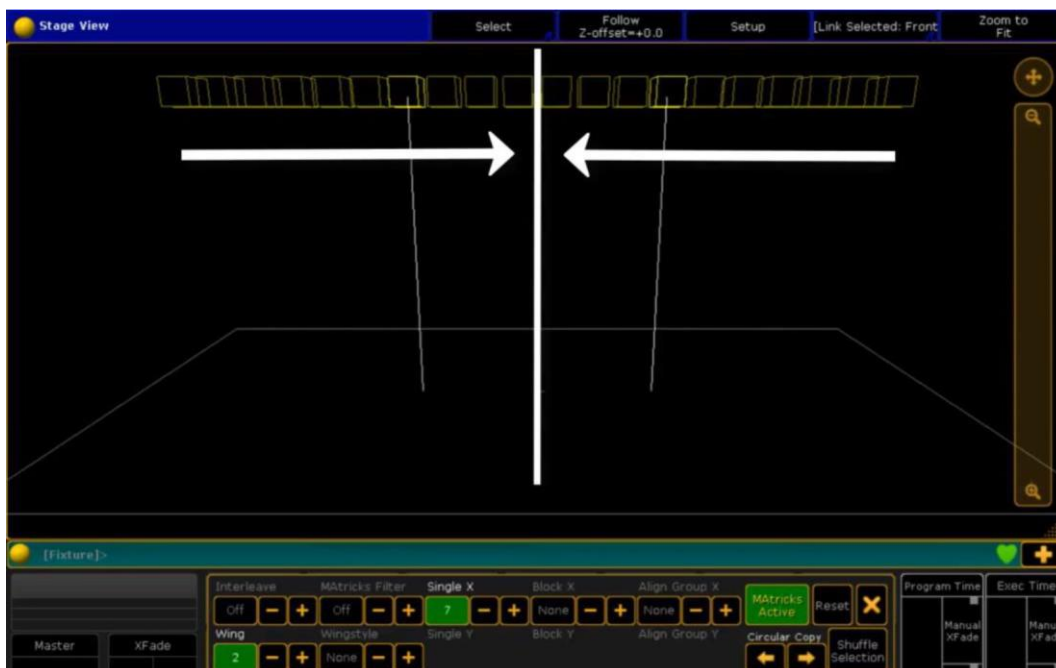 Stage View
Select
Follow
Z-offset=+0.0
Setup
[Link Selected: Front
Zoom to
Fit
[Fixture]>
Interleave
MAtricks Filter
Single X
Block X
Align Group X
Off
Off
7
None
None
MAtricks
Active
Reset
Program Time
Exec Time
Manual
XFade
Manu
XFad
Wing
Wingstyle
Single Y
Block Y
Align Group Y
Circular Copy
Shuffle
Selection
2
None
Master
XFade